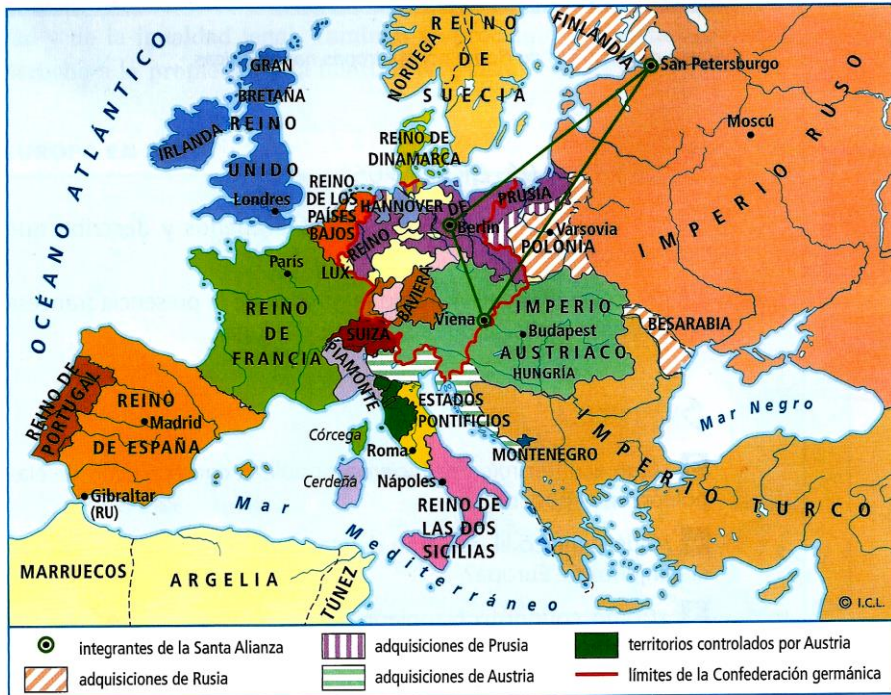 OCÉANO ATLÁNTICO
GRAN
BRETAÑA
REINO
UNIDO
IRLANDA
Londres
NORUEGA
REINO
DE
SUECIA
FINLANDIA
San Petersburgo
Moscú
IMPERIO RUSO
REINO DE
DINAMARCA
REINO
DE LOS
PAÍSES
BAJOS
LUX.
HANNOVER
REINO DE
PRUSIA
Berlín
Varsovia
POLONIA
París
REINO
DE
FRANCIA
BAVIERA
SUIZA
PIAMONTE
Viena
IMPERIO
AUSTRIACO
Budapest
HUNGRÍA
BESARABIA
REINO DE
PORTUGAL
REINO
DE ESPAÑA
Madrid
Gibraltar
(RU)
Córcega
Cerdeña
ESTADOS
PONTIFICIOS
Roma
Nápoles
REINO DE
LAS DOS
SICILIAS
MONTENEGRO
IMPERIO TURCO
Mar Negro
Mar Mediterráneo
MARRUECOS
ARGELIA
TÚNEZ
© I.C.L.
integrantes de la Santa Alianza
adquisiciones de Rusia
adquisiciones de Prusia
adquisiciones de Austria
territorios controlados por Austria
límites de la Confederación germánica